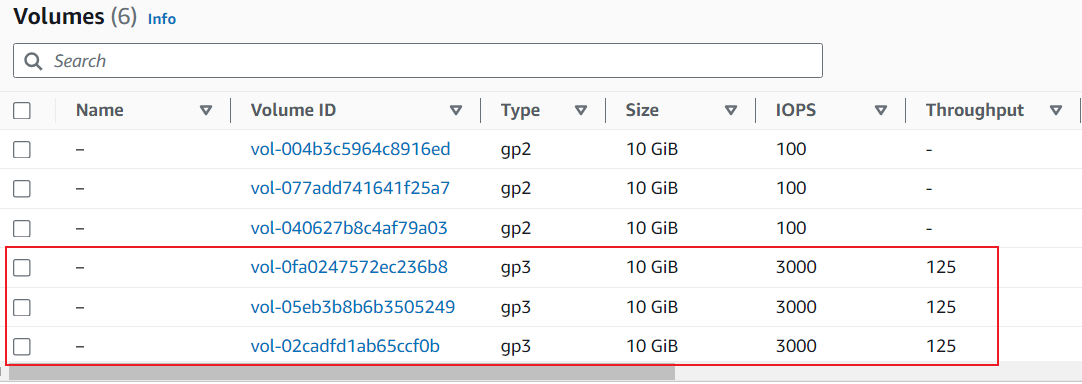 Volumes (6) Info
Search
Name Volume ID Type Size IOPS Throughput
– vol-004b3c5964c8916ed gp2 10 GiB 100 -
– vol-077add741641f25a7 gp2 10 GiB 100 -
– vol-040627b8c4af79a03 gp2 10 GiB 100 -
– vol-0fa0247572ec236b8 gp3 10 GiB 3000 125
– vol-05eb3b8b6b3505249 gp3 10 GiB 3000 125
– vol-02cadfd1ab65ccf0b gp3 10 GiB 3000 125